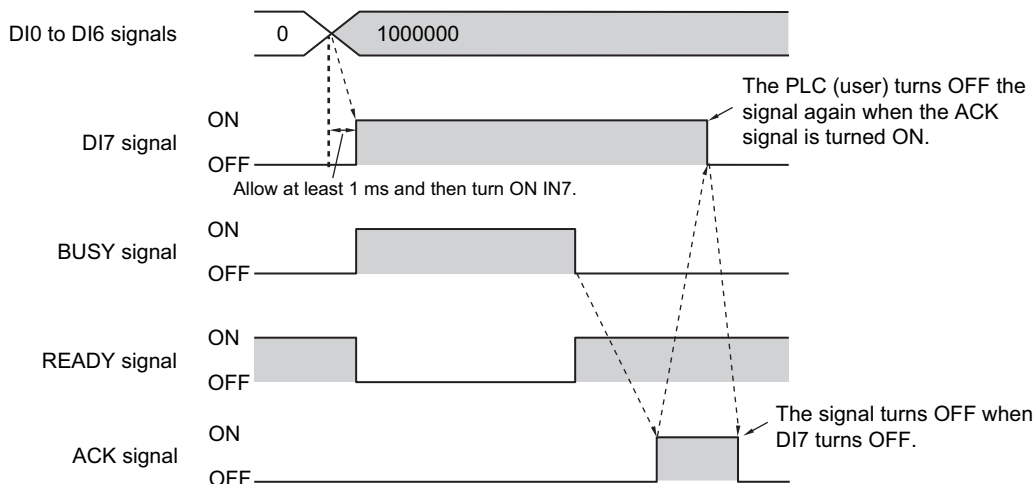 DI0 to DI6 signals
0
1000000
The PLC (user) turns OFF the
signal again when the ACK
signal is turned ON.
DI7 signal
ON
OFF
Allow at least 1 ms and then turn ON IN7.
BUSY signal
ON
OFF
READY signal
ON
OFF
The signal turns OFF when
DI7 turns OFF.
ACK signal
ON
OFF